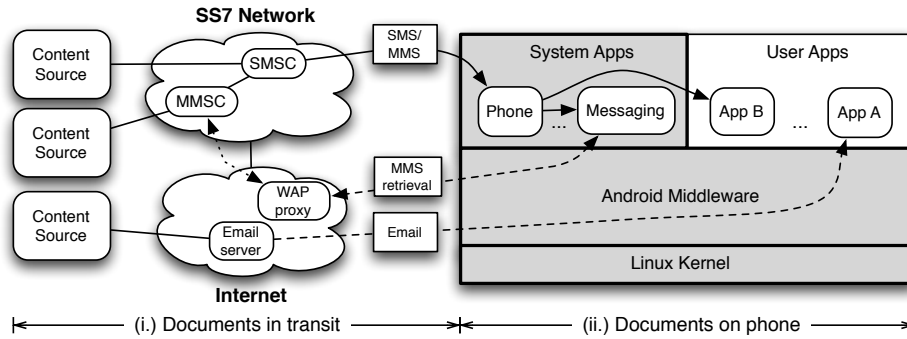 SS7 Network
Content
Source
SMSC
MMSC
SMS/
MMS
System Apps
User Apps
Phone
...
Messaging
App B
...
App A
Content
Source
MMS
retrieval
WAP
proxy
Android Middleware
Content
Source
Email
server
Email
Linux Kernel
Internet
(i.) Documents in transit
(ii.) Documents on phone